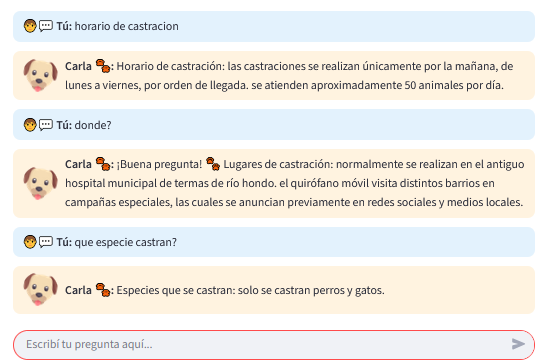 Tú: horario de castracion
Carla : Horario de castración: las castraciones se realizan únicamente por la mañana, de
lunes a viernes, por orden de llegada. se atienden aproximadamente 50 animales por día.
Tú: donde?
Carla : ¡Buena pregunta! Lugares de castración: normalmente se realizan en el antiguo
hospital municipal de termas de río hondo. el quirófano móvil visita distintos barrios en
campañas especiales, las cuales se anuncian previamente en redes sociales y medios locales.
Tú: que especie castran?
Carla : Especies que se castran: solo se castran perros y gatos.
Escribí tu pregunta aquí...